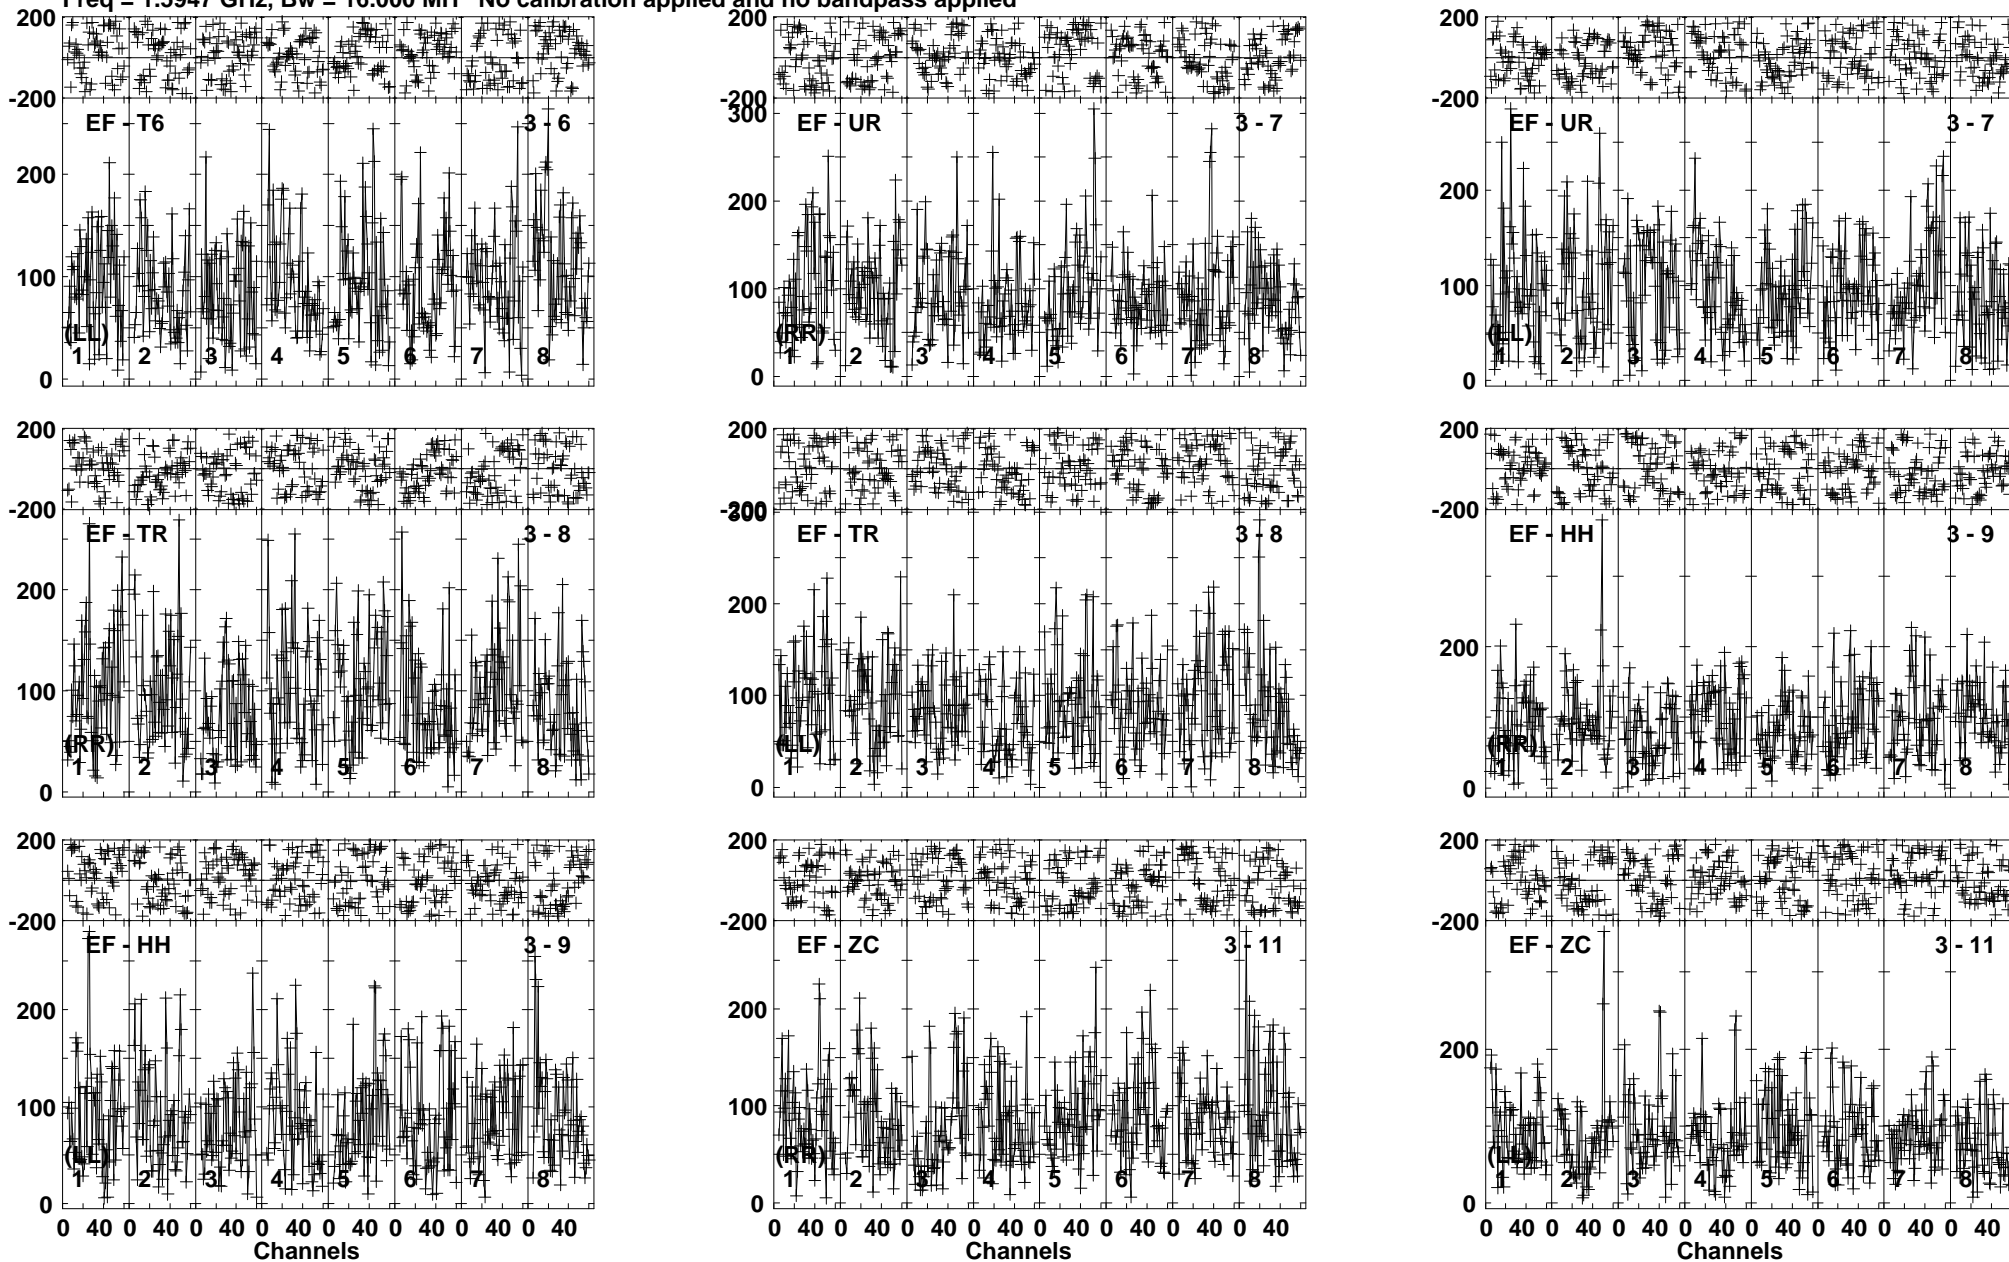 Freq = 1.5947 GHz, Bw = 16.000 MH No calibration applied and no bandpass applied
200 200 200
-200 -200 -200
EF - T6 3 - 6 300 EF - UR 3 - 7 EF - UR 3 - 7
200 200 200
100 100 100
(LL) (RR) (LL)
1 2 3 4 5 6 7 8 1 2 3 4 5 6 7 8 1 2 3 4 5 6 7 8
0 0 0
200 200 200
-200 -200 -200
EF - TR 3 - 8 300 EF - TR 3 - 8 EF - HH 3 - 9
200 200 200
100 100
(RR) (LL) (RR)
1 2 3 4 5 6 7 8 1 2 3 4 5 6 7 8 1 2 3 4 5 6 7 8
0 0 0
200 200 200
-200 -200 -200
EF - HH 3 - 9 EF - ZC 3 - 11 EF - ZC 3 - 11
200 200 200
100 100
(LL) (RR) (LL)
1 2 3 4 5 6 7 8 1 2 3 4 5 6 7 8 1 2 3 4 5 6 7 8
0 0 0
0 40 0 40 0 40 0 40 0 40 0 40 0 40 0 40 0 40 0 40 0 40 0 40 0 40 0 40 0 40 0 40 0 40 0 40 0 40 0 40 0 40 0 40 0 40 0 40
Channels Channels Channels